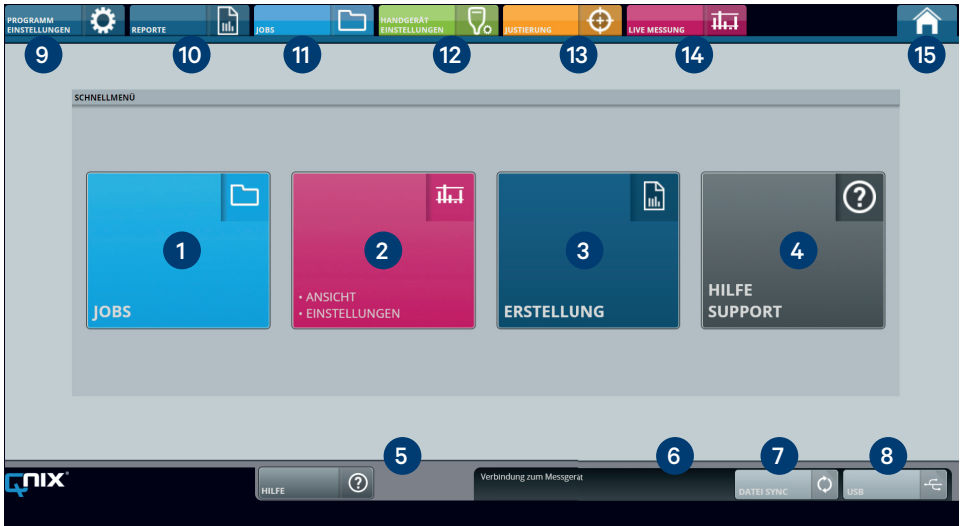 PROGRAMM
EINSTELLUNGEN
REPORTE
JOBS
HANDGERÄT
EINSTELLUNGEN
JUSTIERUNG
LIVE MESSUNG
9
10
11
12
13
14
15
SCHNELLMENÜ
1
2
3
4
JOBS
• ANSICHT
• EINSTELLUNGEN
ERSTELLUNG
HILFE
SUPPORT
5
6
7
8
QNIX®
HILFE
Verbindung zum Messgerät
DATEI SYNC
USB